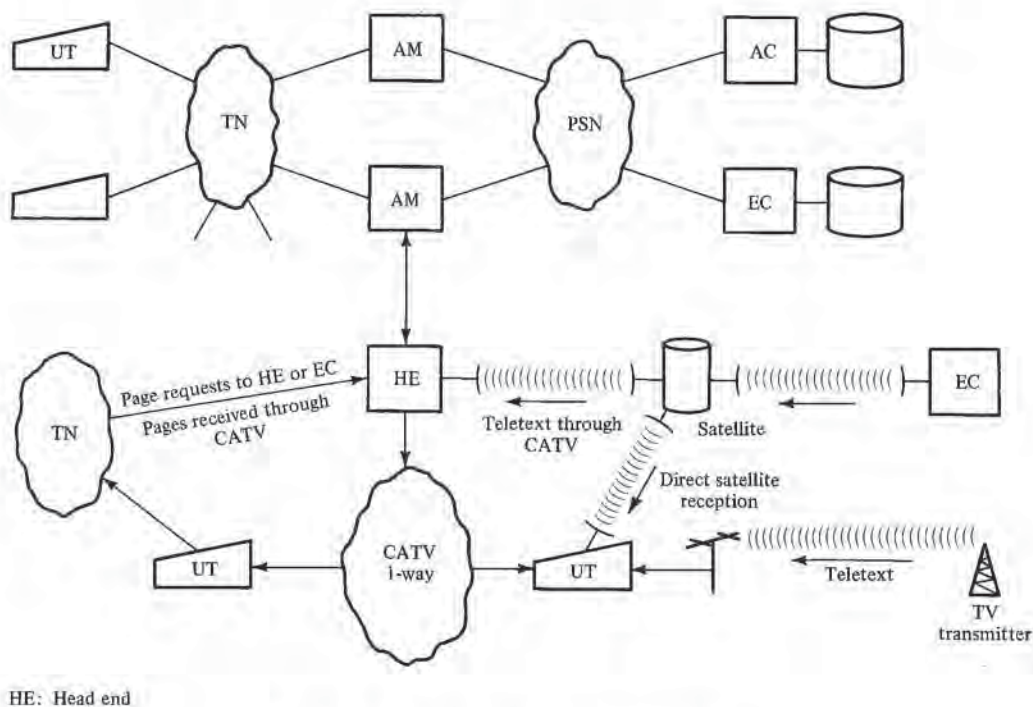 UT
AM
AC
TN
PSN
AM
EC
Page requests to HE or EC
Pages received through
CATV
TN
HE
Teletext through
CATV
Satellite
EC
Direct satellite
reception
UT
CATV
1-way
UT
Teletext
TV
transmitter
HE: Head end